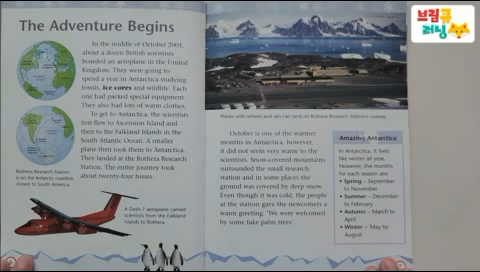 브림쿠
러닝
The Adventure Begins
In the middle of October 2001,
about a dozen British scientists
boarded an aeroplane in the United
Kingdom. They were going to
spend a year in Antarctica studying
fossils, ice cores and wildlife. Each
one had packed special equipment.
They also had lots of warm clothes.
To get to Antarctica, the scientists
first flew to Ascension Island and
then to the Falkland Islands in the
South Atlantic Ocean. A smaller
plane then took them to Antarctica.
They landed at the Rothera Research
Station. The entire journey took
about twenty-four hours.
Rothera Research Station
is on the Antarctic coastline
closest to South America.
A Dash-7 aeroplane carried
scientists from the Falkland
Islands to Rothera.
Planes with wheels and skis can land on Rothera Research Station's runway.
October is one of the warmer
months in Antarctica, however,
it did not seem very warm to the
scientists. Snow-covered mountains
surrounded the small research
station and in some places the
ground was covered by deep snow.
Even though it was cold, the people
at the station gave the newcomers a
warm greeting. 'We were welcomed
by some fake palm trees'.
Amazing Antarctica
In Antarctica, it feels
like winter all year.
However, the months
for each season are:
• Spring – September
to November
• Summer – December
to February
• Autumn – March to
April
• Winter – May to
August